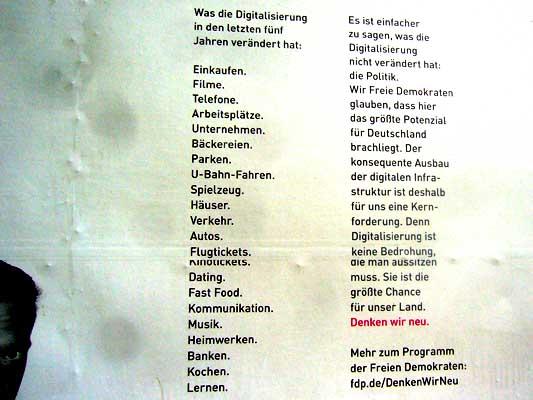 Was die Digitalisierung
in den letzten fünf
Jahren verändert hat:
Einkaufen.
Filme.
Telefone.
Arbeitsplätze.
Unternehmen.
Bäckereien.
Parken.
U-Bahn-Fahren.
Spielzeug.
Häuser.
Verkehr.
Autos.
Flugtickets.
Kinotickets.
Dating.
Fast Food.
Kommunikation.
Musik.
Heimwerken.
Banken.
Kochen.
Lernen.
Es ist einfacher
zu sagen, was die
Digitalisierung
nicht verändert hat:
die Politik.
Wir Freie Demokraten
glauben, dass hier
das größte Potenzial
für Deutschland
brachliegt. Der
konsequente Ausbau
der digitalen Infra-
struktur ist deshalb
für uns eine Kern-
forderung. Denn
Digitalisierung ist
keine Bedrohung,
die man aussitzen
muss. Sie ist die
größte Chance
für unser Land.
Denken wir neu.
Mehr zum Programm
der Freien Demokraten:
fdp.de/DenkenWirNeu